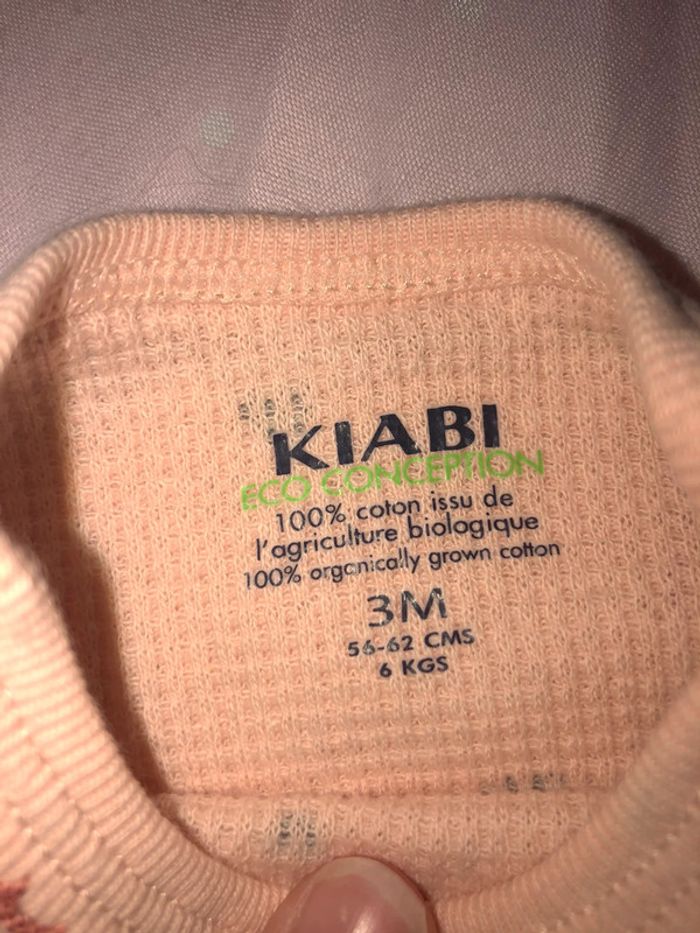 KIABI
ECO CONCEPTION
100% coton issu de
l'agriculture biologique
100% organically grown cotton
3M
56-62 CMS
6 KGS